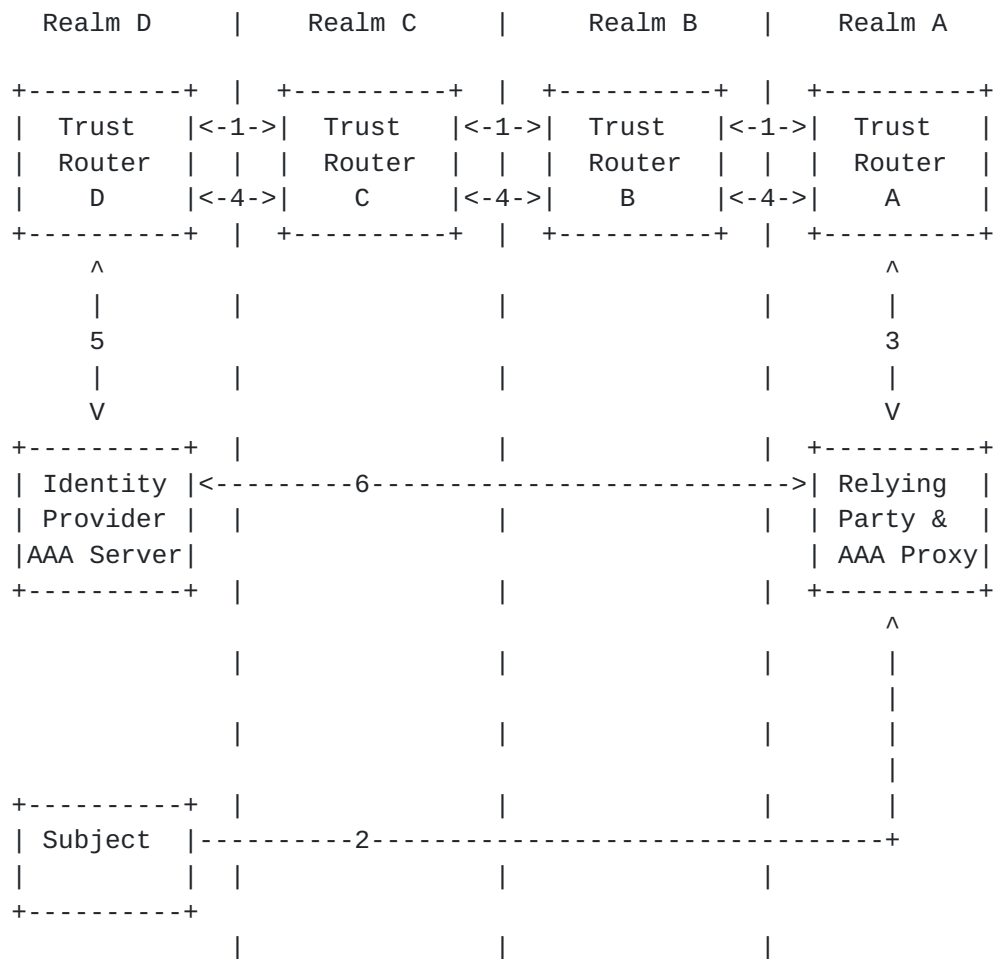 Realm D     |    Realm C     |     Realm B    |    Realm A

+----------+  |  +----------+  |  +----------+  |  +----------+
|  Trust   |<-1->|  Trust   |<-1->|  Trust   |<-1->|  Trust   |
|  Router  |  |  |  Router  |  |  |  Router  |  |  |  Router  |
|    D     |<-4->|    C     |<-4->|    B     |<-4->|    A     |
+----------+  |  +----------+  |  +----------+  |  +----------+
     ^                                                    ^
     |        |                |                |       |
     5                                                    3
     |        |                |                |       |
     V                                                    V
+----------+  |                |                |  +----------+
| Identity |<---------6--------------------------->| Relying  |
| Provider |  |                |                |  | Party &  |
|AAA Server|                                       | AAA Proxy|
+----------+  |                |                |  +----------+
                                                        ^
              |                |                |       |
                                                        |
              |                |                |       |
                                                        |
+----------+  |                |                |       |
| Subject  |----------2----------------------------------+
|          |  |                |                |
+----------+
              |                |                |